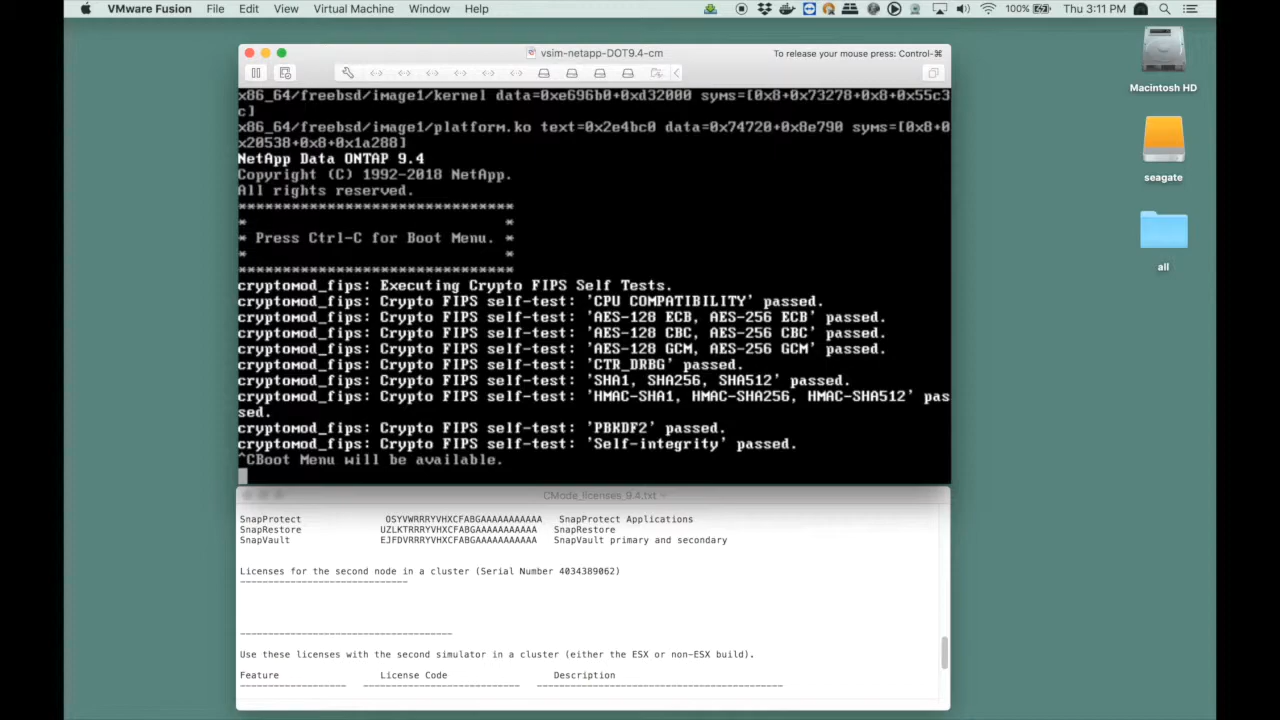 VMware Fusion File Edit View Virtual Machine Window Help 100% Thu 3:11 PM
vsim-netapp-DOT9.4-cm To release your mouse press: Control-⌘
x86_64/freebsd/image1/kernel data=0xe696b0+0xd32000 syms=[0x8+0x73278+0x8+0x55c3
c]
x86_64/freebsd/image1/platform.ko text=0x2e4bc0 data=0x74720+0x8e790 syms=[0x8+0
x20538+0x8+0x1a288]
NetApp Data ONTAP 9.4
Copyright (C) 1992-2018 NetApp.
All rights reserved.
*******************************
* *
* Press Ctrl-C for Boot Menu. *
* *
*******************************
cryptomod_fips: Executing Crypto FIPS Self Tests.
cryptomod_fips: Crypto FIPS self-test: 'CPU COMPATIBILITY' passed.
cryptomod_fips: Crypto FIPS self-test: 'AES-128 ECB, AES-256 ECB' passed.
cryptomod_fips: Crypto FIPS self-test: 'AES-128 CBC, AES-256 CBC' passed.
cryptomod_fips: Crypto FIPS self-test: 'AES-128 GCM, AES-256 GCM' passed.
cryptomod_fips: Crypto FIPS self-test: 'CTR_DRBG' passed.
cryptomod_fips: Crypto FIPS self-test: 'SHA1, SHA256, SHA512' passed.
cryptomod_fips: Crypto FIPS self-test: 'HMAC-SHA1, HMAC-SHA256, HMAC-SHA512' pas
sed.
cryptomod_fips: Crypto FIPS self-test: 'PBKDF2' passed.
cryptomod_fips: Crypto FIPS self-test: 'Self-integrity' passed.
^CBoot Menu will be available.
CMode_licenses_9.4.txt
SnapProtect OSYVWRRRYVHXCFABGAAAAAAAAAAA SnapProtect Applications
SnapRestore UZLKTRRRYVHXCFABGAAAAAAAAAAA SnapRestore
SnapVault EJFDVRRRYVHXCFABGAAAAAAAAAAA SnapVault primary and secondary
Licenses for the second node in a cluster (Serial Number 4034389062)
-----------------------------
-------------------------------------
Use these licenses with the second simulator in a cluster (either the ESX or non-ESX build).
Feature License Code Description
------------------ --------------------------- -------------------------------------------
Macintosh HD
seagate
all